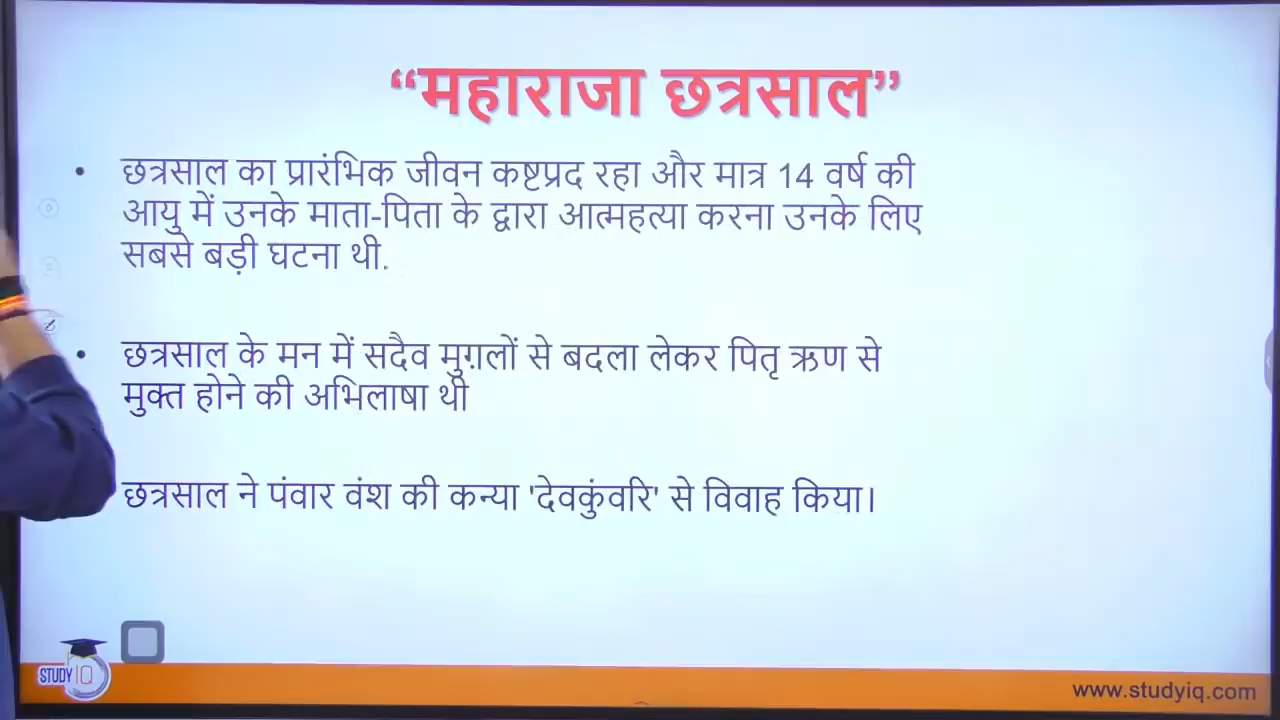 “महाराजा छत्रसाल”
• छत्रसाल का प्रारंभिक जीवन कष्टप्रद रहा और मात्र 14 वर्ष की
आयु में उनके माता-पिता के द्वारा आत्महत्या करना उनके लिए
सबसे बड़ी घटना थी.
• छत्रसाल के मन में सदैव मुग़लों से बदला लेकर पितृ ऋण से
मुक्त होने की अभिलाषा थी
छत्रसाल ने पंवार वंश की कन्या 'देवकुंवरि' से विवाह किया।
STUDY IQ
www.studyiq.com